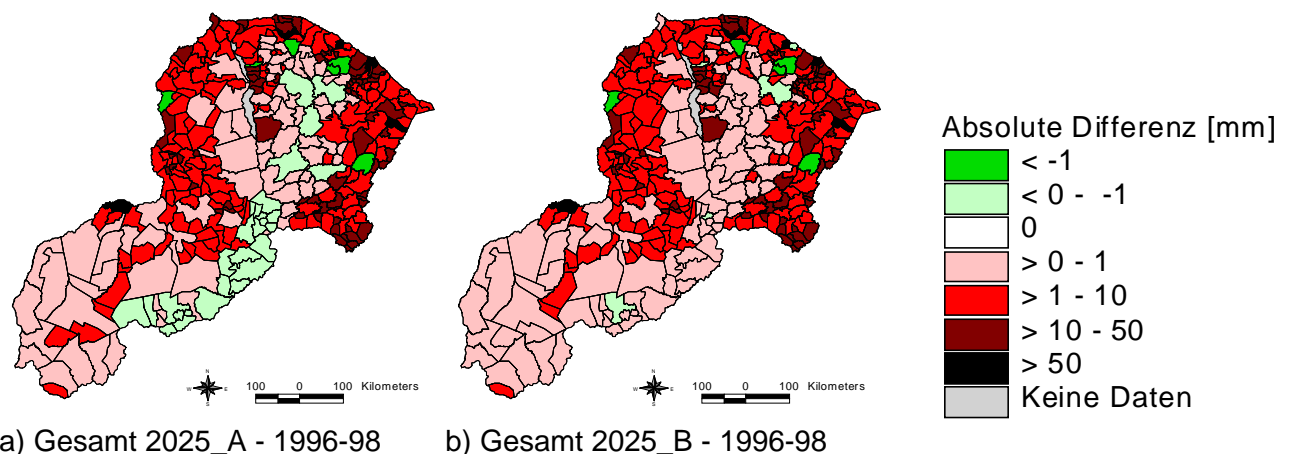 N
W E
S
100 0 100 Kilometers
a) Gesamt 2025_A - 1996-98
N
W E
S
100 0 100 Kilometers
b) Gesamt 2025_B - 1996-98
Absolute Differenz [mm]
< -1
< 0 - -1
0
> 0 - 1
> 1 - 10
> 10 - 50
> 50
Keine Daten